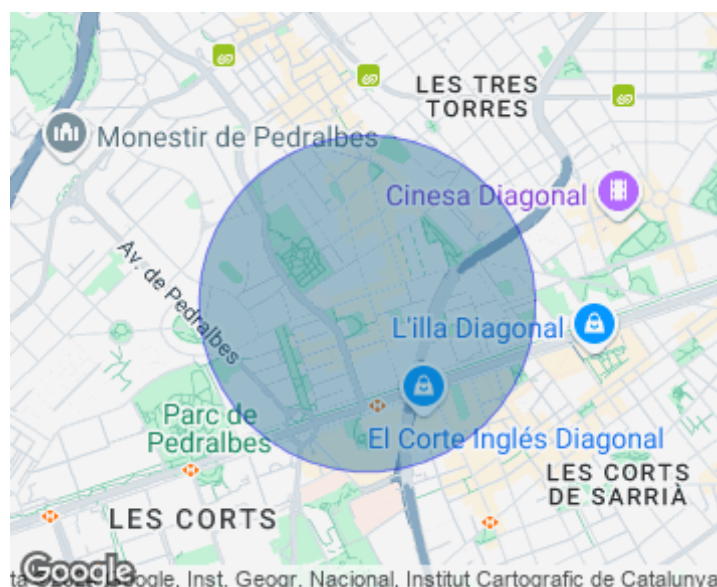 LES TRES
TORRES
Monestir de Pedralbes
Cinesa Diagonal
Av. de Pedralbes
L'illa Diagonal
Parc de
Pedralbes
El Corte Inglés Diagonal
LES CORTS
DE SARRIÀ
LES CORTS
Google
Google, Inst. Geogr. Nacional, Institut Cartografic de Catalunya